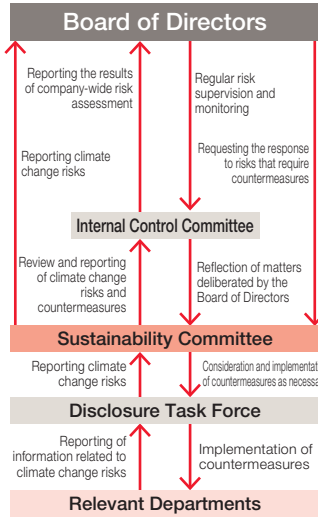 Board of Directors
Reporting the results
of company-wide risk
assessment
Regular risk
supervision and
monitoring
Reporting climate
change risks
Requesting the response
to risks that require
countermeasures
Internal Control Committee
Review and reporting
of climate change
risks and
countermeasures
Reflection of matters
deliberated by the
Board of Directors
Sustainability Committee
Reporting climate
change risks
Consideration and
of countermeasures as
Disclosure Task Force
Reporting of
information related to
climate change risks
Implementation of
countermeasures
Relevant Departments